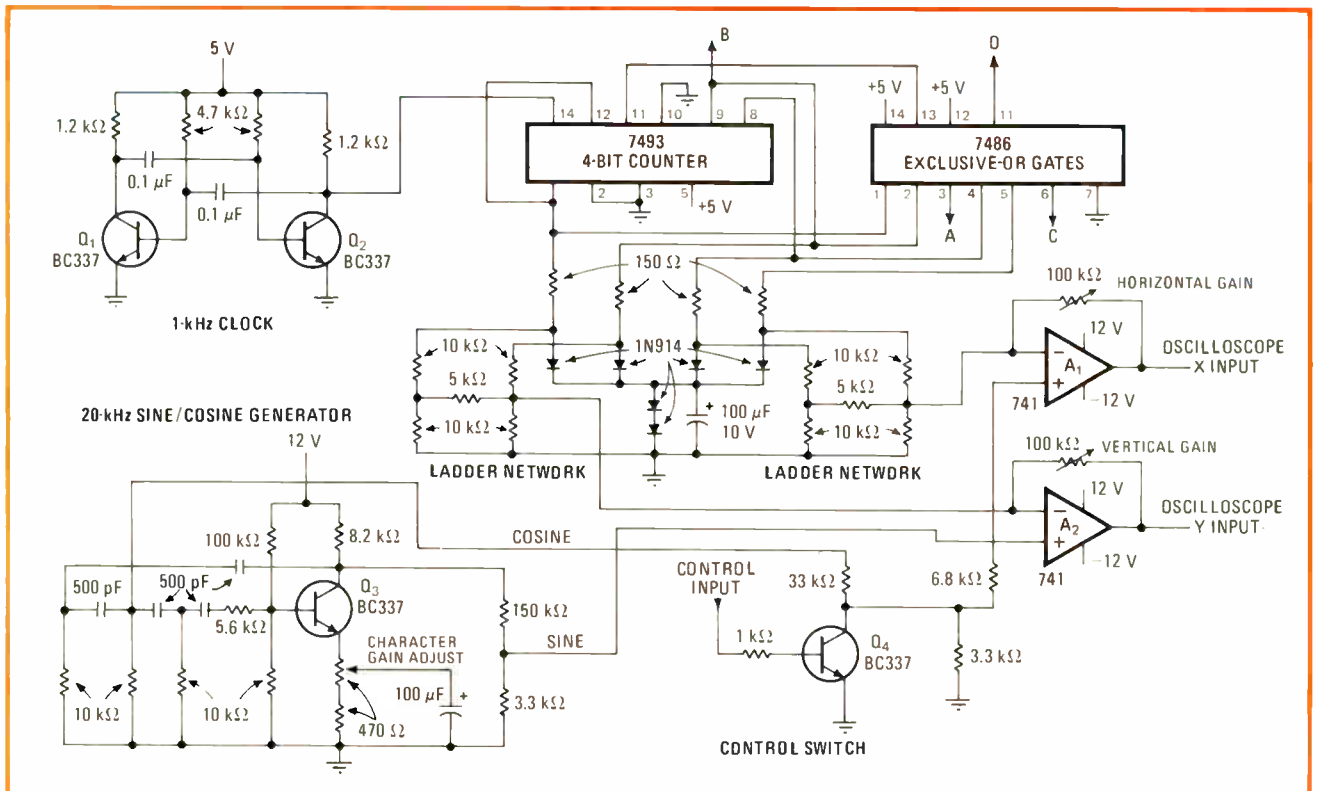 5 V
1.2 kΩ
4.7 kΩ
1.2 kΩ
0.1 µF
0.1 µF
Q1
BC337
Q2
BC337
1-kHz CLOCK
B
D
14 12 11 10 9 8
7493
4-BIT COUNTER
2 3 5
+5 V
+5 V +5 V
14 13 12 11
7486
EXCLUSIVE-OR GATES
1 2 3 4 5 6 7
A
C
150 Ω
1N914
10 kΩ
5 kΩ
10 kΩ
LADDER NETWORK
+
100 µF
10 V
10 kΩ
5 kΩ
10 kΩ
LADDER NETWORK
100 kΩ
HORIZONTAL GAIN
12 V
−
A1
+
741
−12 V
OSCILLOSCOPE
X INPUT
100 kΩ
VERTICAL GAIN
12 V
−
A2
+
741
−12 V
OSCILLOSCOPE
Y INPUT
20-kHz SINE/COSINE GENERATOR
12 V
100 kΩ
8.2 kΩ
COSINE
500 pF
500 pF
5.6 kΩ
Q3
BC337
150 kΩ
SINE
CHARACTER
GAIN ADJUST
100 µF +
3.3 kΩ
10 kΩ
10 kΩ
470 Ω
CONTROL
INPUT
1 kΩ
33 kΩ
6.8 kΩ
Q4
BC337
3.3 kΩ
CONTROL SWITCH